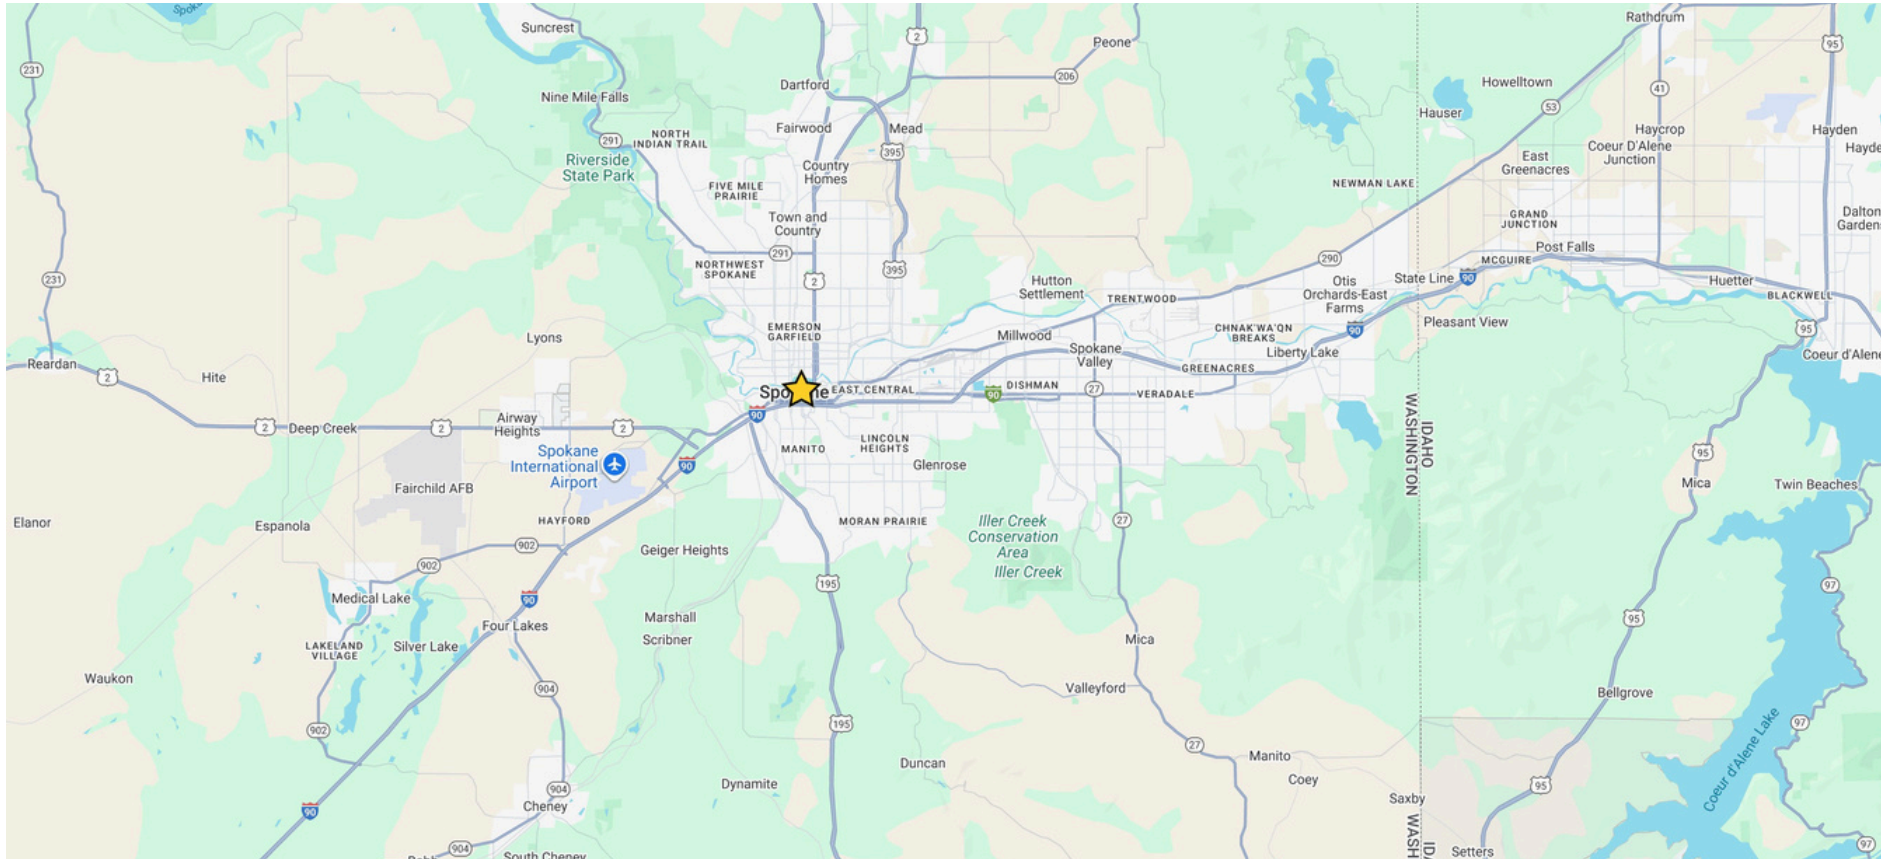 Suncrest
2
Peone
Rathdrum
95
231
Dartford
206
Howelltown
41
Nine Mile Falls
53
Hauser
291
NORTH
INDIAN TRAIL
Fairwood
Mead
Haycrop
Hayden
395
Coeur D'Alene
Junction
Riverside
State Park
Country
Homes
East
Greenacres
FIVE MILE
PRAIRIE
NEWMAN LAKE
Town and
Country
GRAND
JUNCTION
Dalton
Garden
291
Post Falls
290
MCGUIRE
NORTHWEST
SPOKANE
395
State Line
90
231
2
Hutton
Settlement
Otis
Orchards-East
Farms
Huetter
TRENTWOOD
BLACKWELL
EMERSON
GARFIELD
Lyons
Millwood
CHNAK'WA'QN
BREAKS
90
Pleasant View
95
Spokane
Valley
Liberty Lake
Coeur d'Alene
Reardan
2
Hite
GREENACRES
EAST CENTRAL
90
DISHMAN
27
VERADALE
90
Airway
Heights
2
Deep Creek
2
2
IDAHO
WASHINGTON
MANITO
LINCOLN
HEIGHTS
Spokane
International
Airport
90
Glenrose
95
Fairchild AFB
Mica
Twin Beaches
Elanor
Espanola
HAYFORD
MORAN PRAIRIE
27
Iller Creek
Conservation
Area
Iller Creek
902
902
Geiger Heights
195
97
Medical Lake
90
Marshall
95
Four Lakes
Scribner
Mica
LAKELAND
VILLAGE
Silver Lake
Waukon
904
Valleyford
Bellgrove
902
195
97
27
Manito
Coeur d'Alene Lake
Duncan
Coey
Dynamite
95
904
Saxby
90
Cheney
904
Setters
97
South Cheney